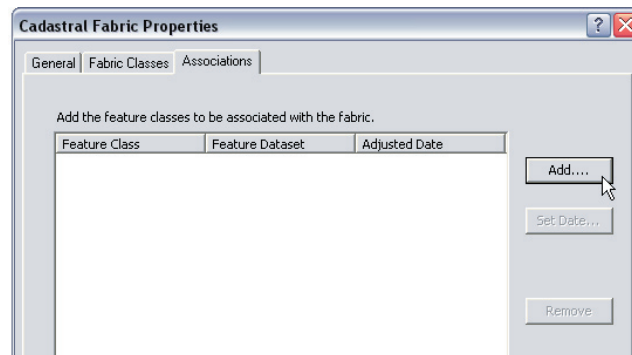 Cadastral Fabric Properties
General Fabric Classes Associations
Add the feature classes to be associated with the fabric.
Feature Class Feature Dataset Adjusted Date
Add....
Set Date...
Remove